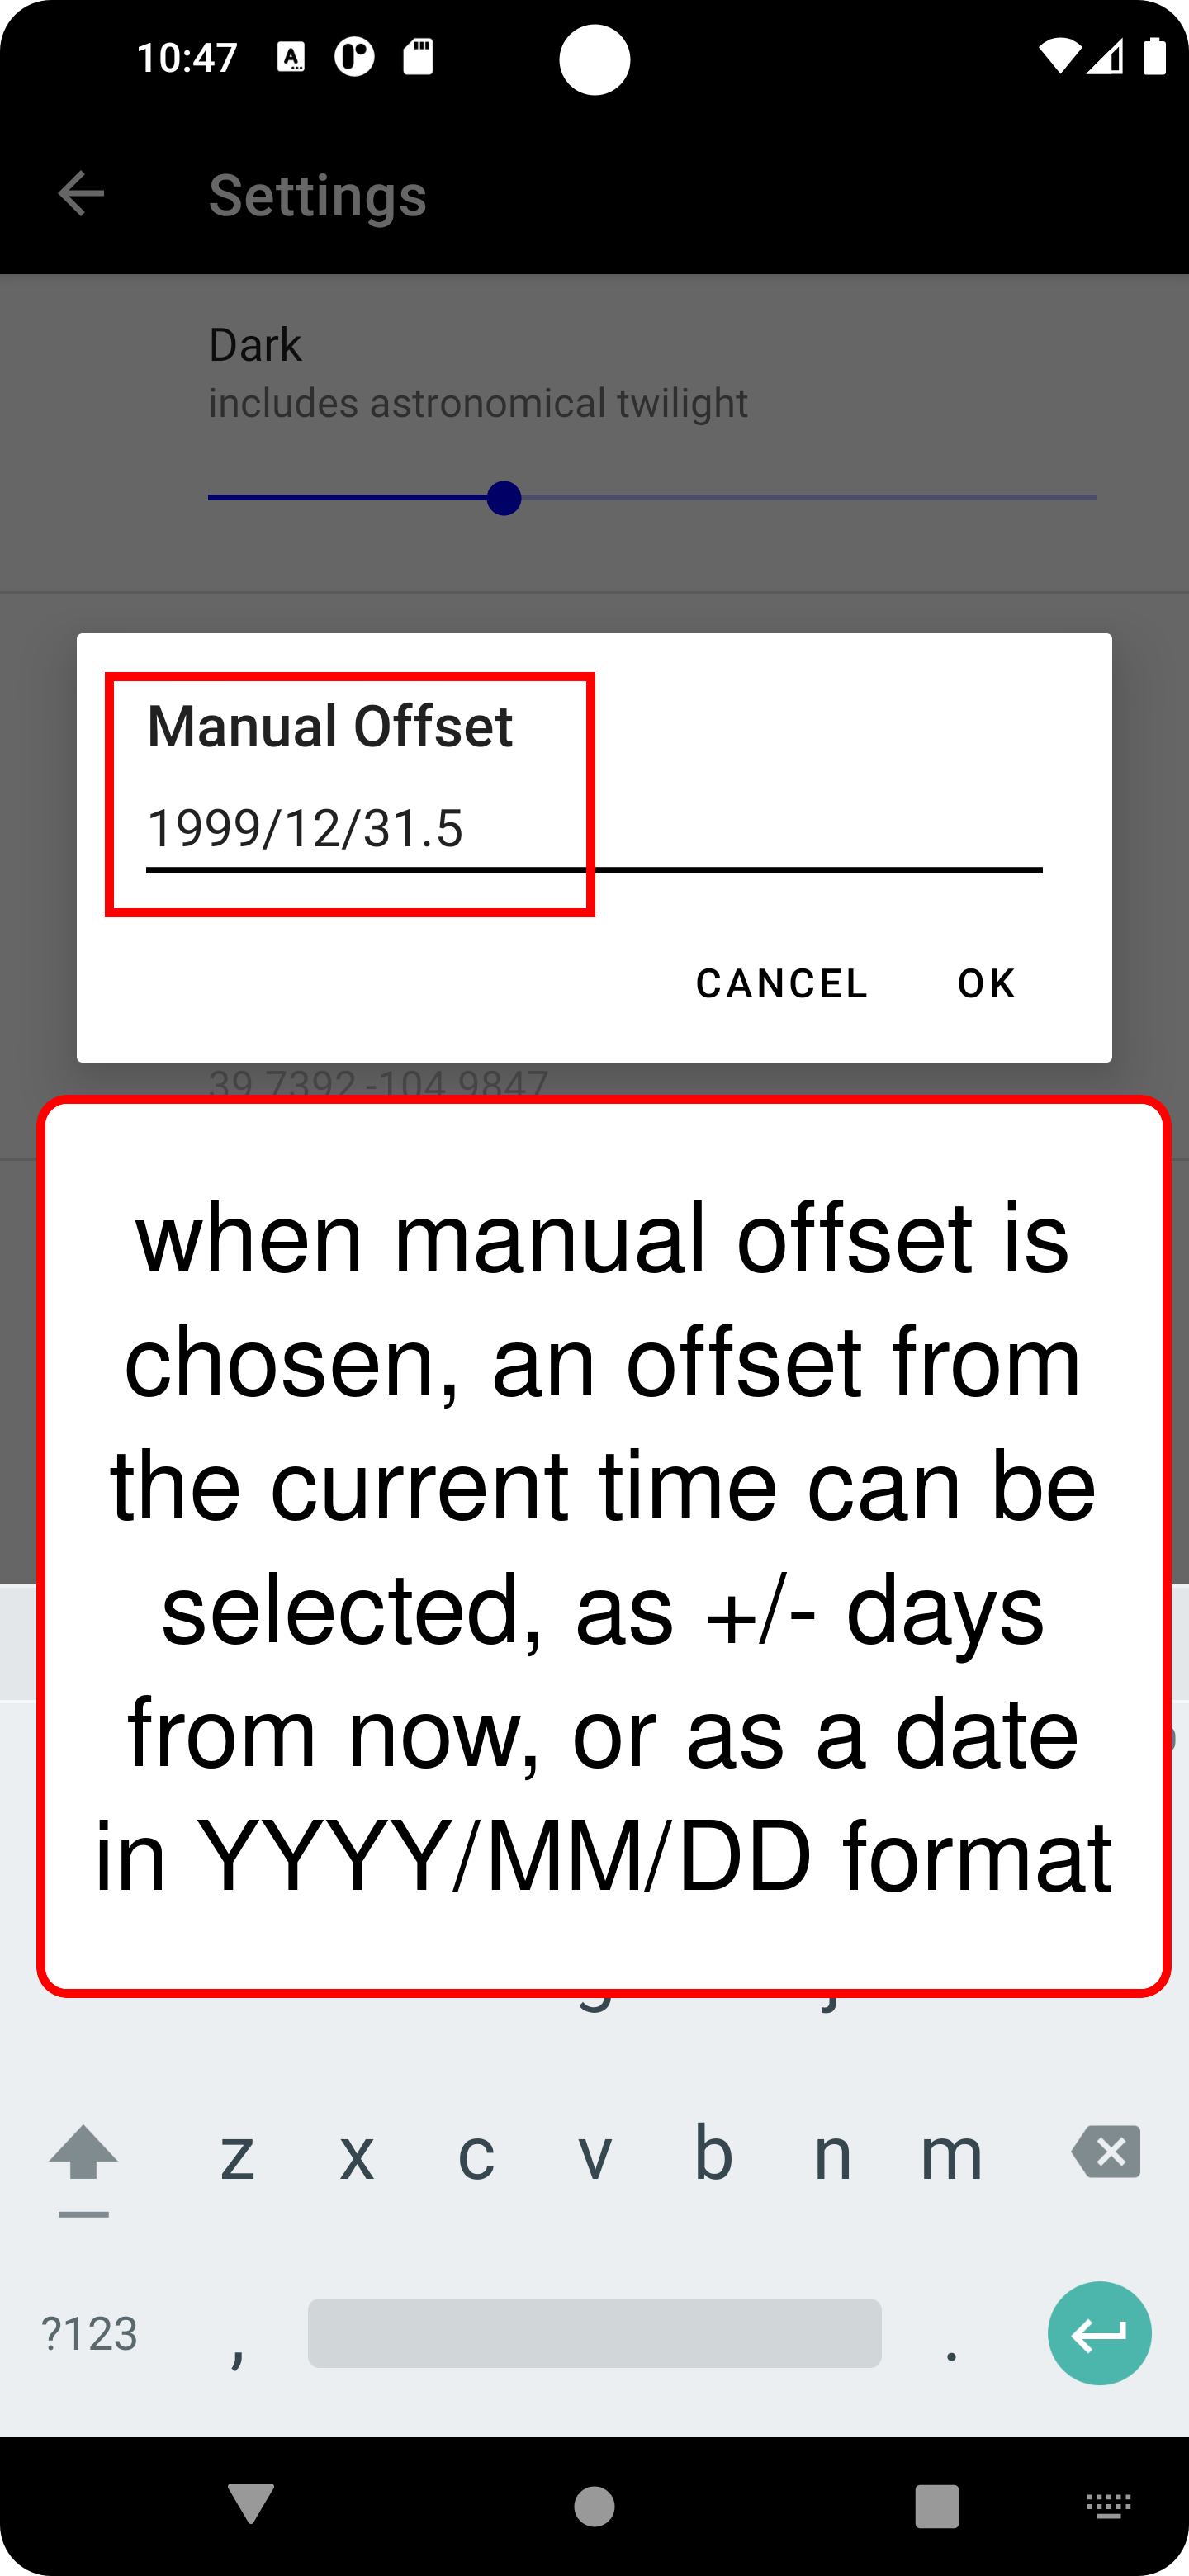 10:47
Settings
Dark
includes astronomical twilight
Manual Offset
1999/12/31.5
CANCEL OK
39.7392,-104.9847
when manual offset is
chosen, an offset from
the current time can be
selected, as +/- days
from now, or as a date
in YYYY/MM/DD format
g j
z x c v b n m
?123 , .